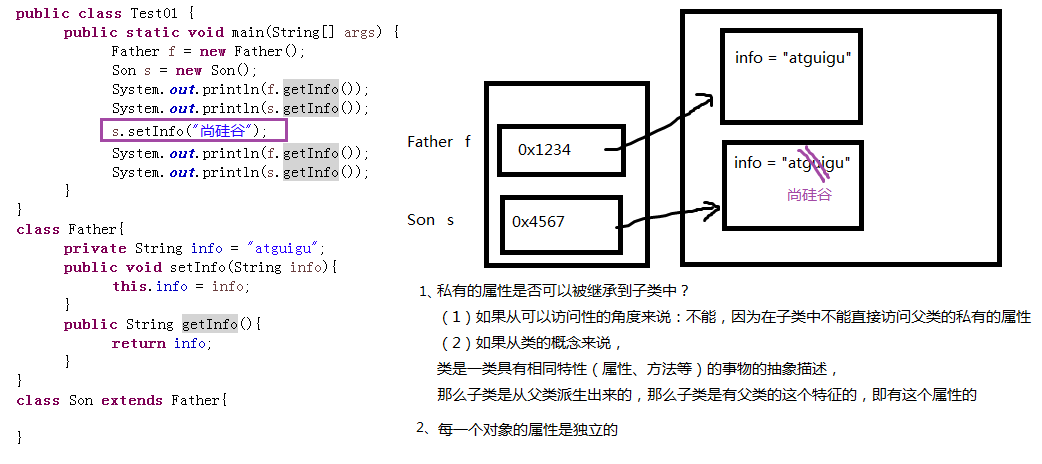 public class Test01 {
public static void main(String[] args) {
Father f = new Father();
Son s = new Son();
System.out.println(f.getInfo());
System.out.println(s.getInfo());
s.setInfo("尚硅谷");
System.out.println(f.getInfo());
System.out.println(s.getInfo());
}
}
class Father{
private String info = "atguigu";
public void setInfo(String info){
this.info = info;
}
public String getInfo(){
return info;
}
}
class Son extends Father{
}
Father f
0x1234
Son s
0x4567
info = "atguigu"
info = "atguigu"
尚硅谷
1、私有的属性是否可以被继承到子类中？
（1）如果从可以访问性的角度来说：不能，因为在子类中不能直接访问父类的私有的属性
（2）如果从类的概念来说，
类是一类具有相同特性（属性、方法等）的事物的抽象描述，
那么子类是从父类派生出来的，那么子类是有父类的这个特征的，即有这个属性的
2、每一个对象的属性是独立的